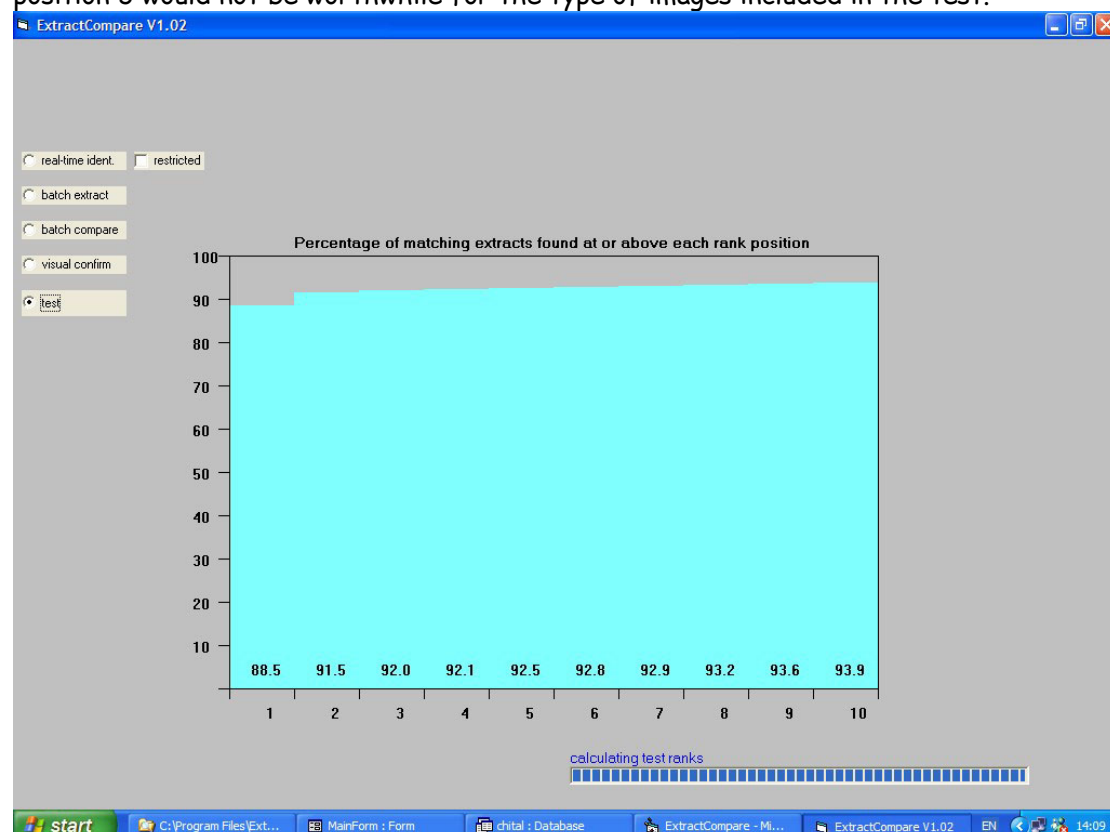 position 3 would not be worthwhile for the type of images included in the test.
ExtractCompare V1.02
real-time ident. restricted
batch extract
batch compare
visual confirm
test
Percentage of matching extracts found at or above each rank position
100
90
80
70
60
50
40
30
20
10
88.5 91.5 92.0 92.1 92.5 92.8 92.9 93.2 93.6 93.9
1 2 3 4 5 6 7 8 9 10
calculating test ranks
start C:\Program Files\Ext... MainForm : Form chital : Database ExtractCompare - Mi... ExtractCompare V1.02 EN 14:09